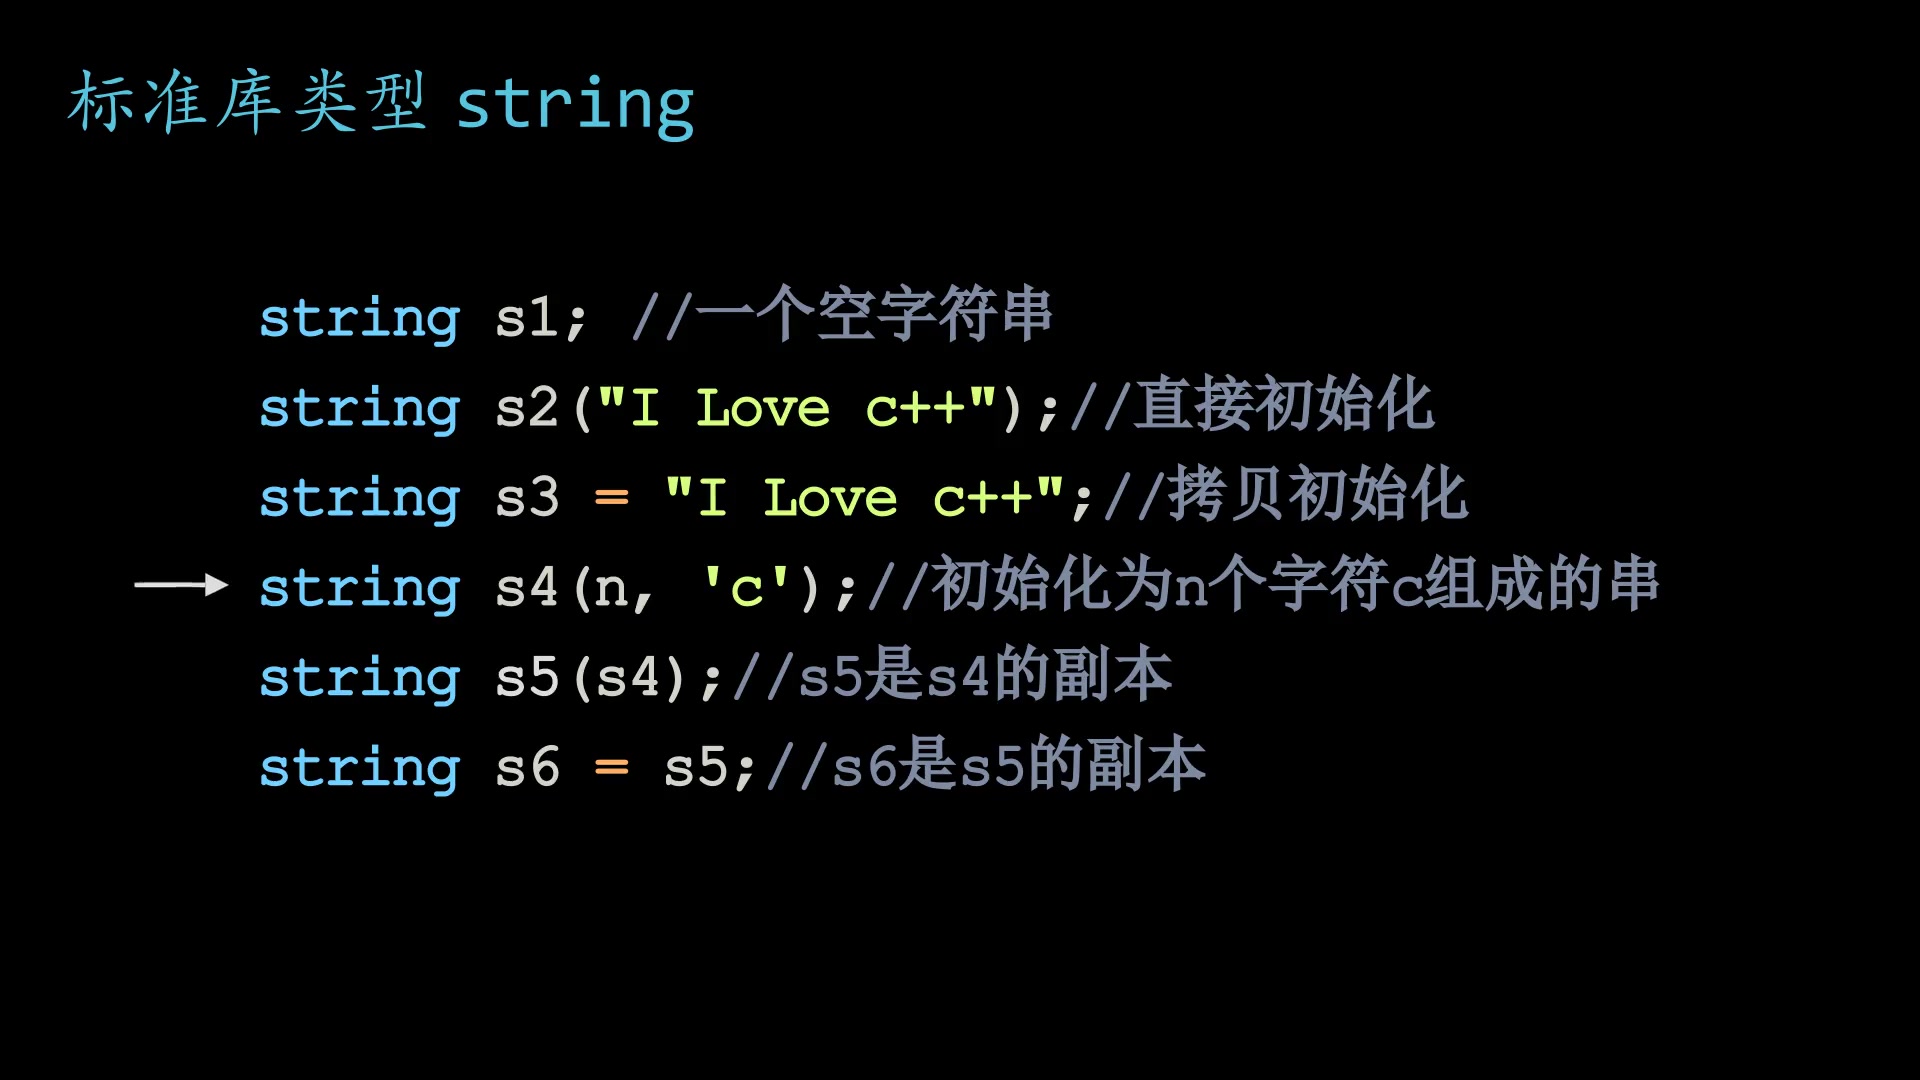 标准库类型 string
string s1; //一个空字符串
string s2("I Love c++");//直接初始化
string s3 = "I Love c++";//拷贝初始化
string s4(n, 'c');//初始化为n个字符c组成的串
string s5(s4);//s5是s4的副本
string s6 = s5;//s6是s5的副本